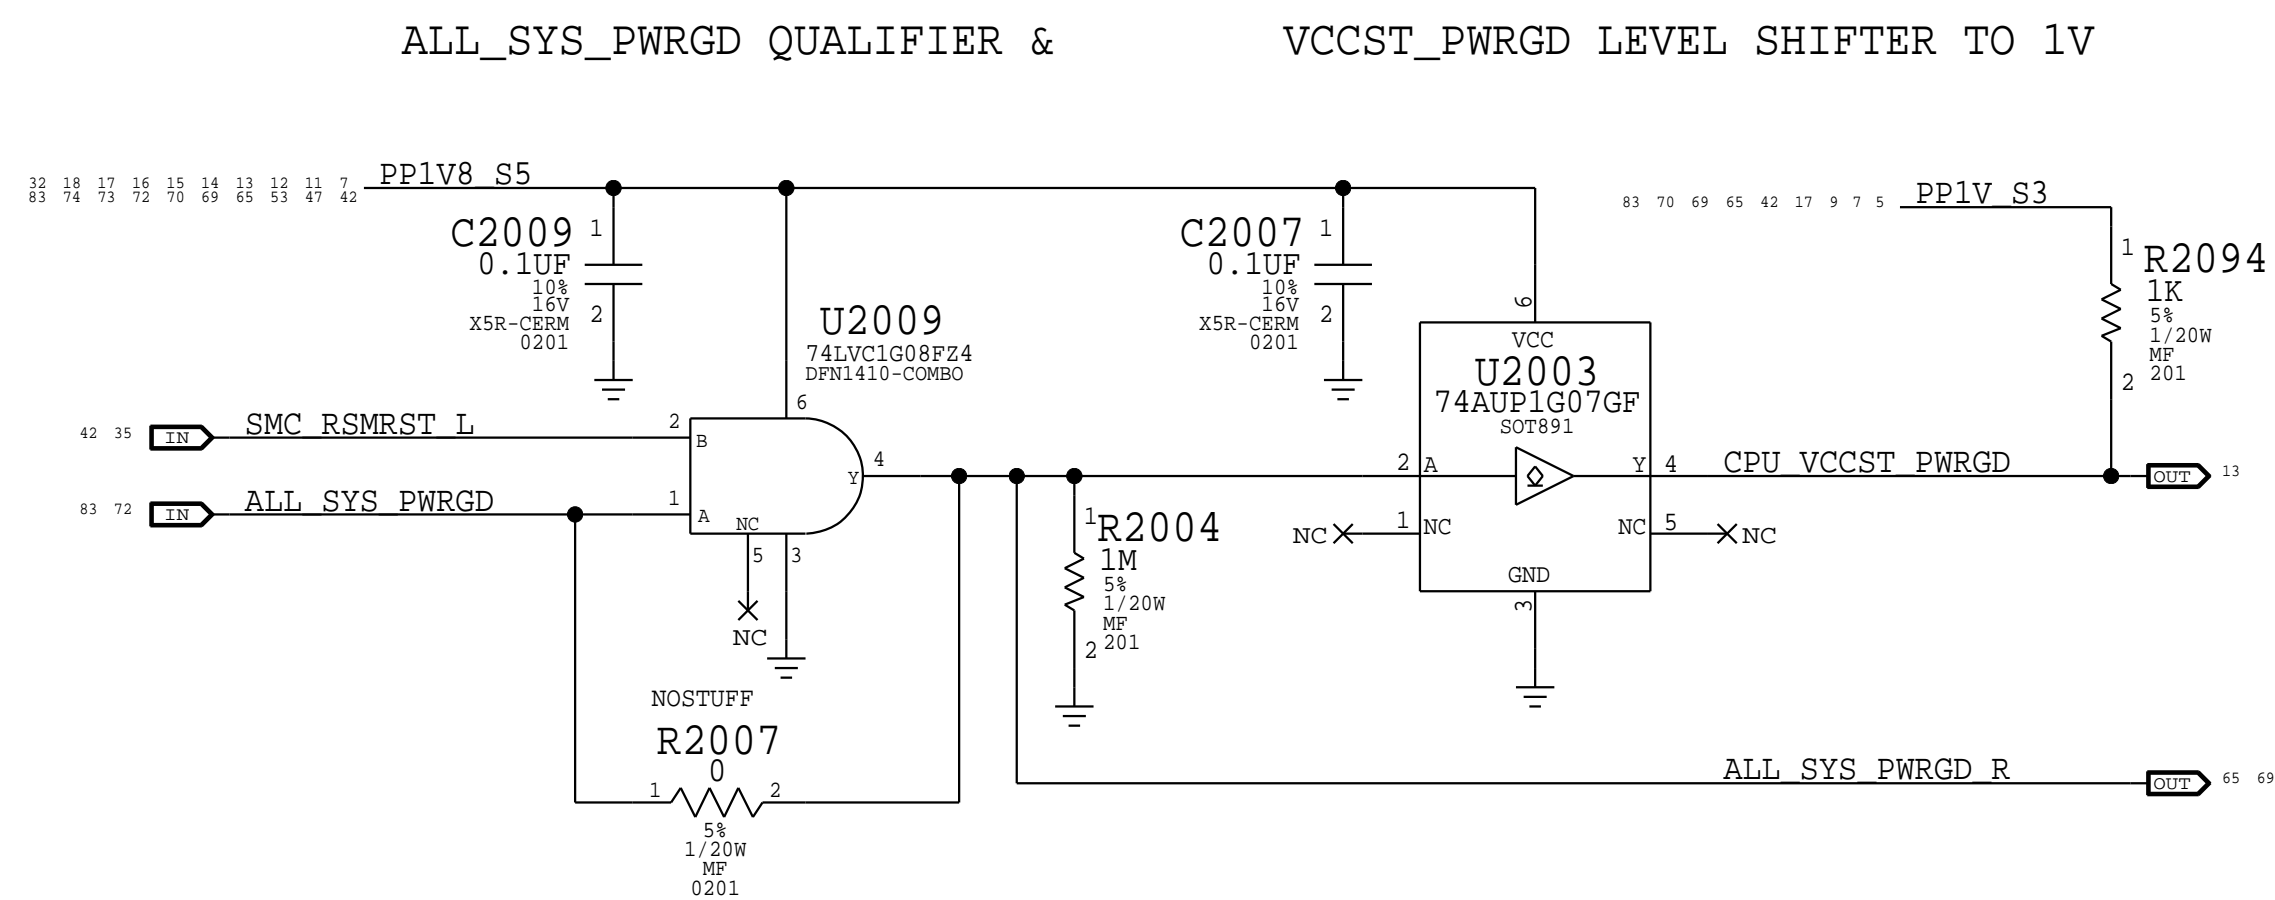 ALL_SYS_PWRGD QUALIFIER & VCCST_PWRGD LEVEL SHIFTER TO 1V
32 18 17 16 15 14 13 12 11 7
83 74 73 72 70 69 65 53 47 42
PP1V8_S5
83 70 69 65 42 17 9 7 5
PP1V_S3
C2009
0.1UF
10%
16V
X5R-CERM
0201
1
2
U2009
74LVC1G08FZ4
DFN1410-COMBO
C2007
0.1UF
10%
16V
X5R-CERM
0201
1
2
6
VCC
U2003
74AUP1G07GF
SOT891
1
R2094
1K
5%
1/20W
MF
201
2
42 35
IN
SMC_RSMRST_L
2
B
6
83 72
IN
ALL_SYS_PWRGD
1
A
Y
4
NC
5
3
NC
2
A
Y
4
CPU_VCCST_PWRGD
OUT
13
NC
1
NC
NC
5
NC
GND
3
1
R2004
1M
5%
1/20W
MF
201
2
NOSTUFF
R2007
0
1
2
5%
1/20W
MF
0201
ALL_SYS_PWRGD_R
OUT
65 69